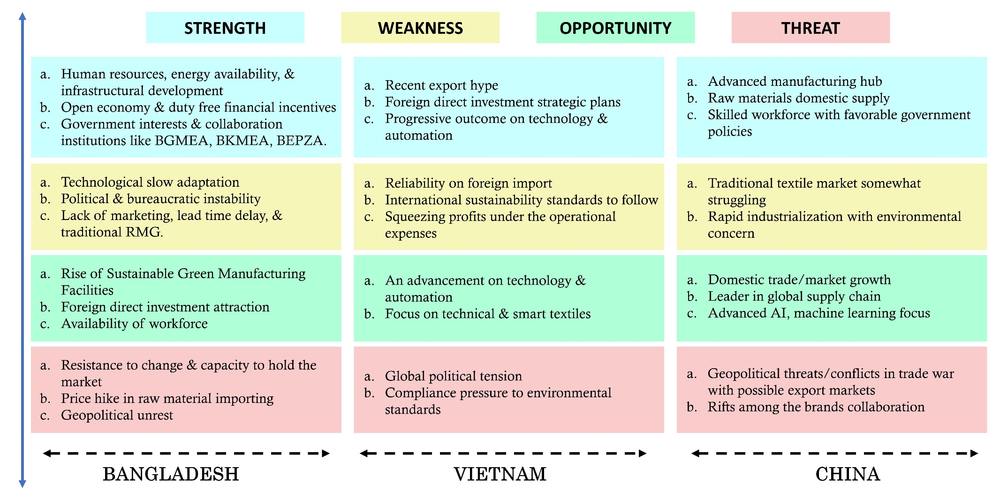 STRENGTH
WEAKNESS
OPPORTUNITY
THREAT
a. Human resources, energy availability, &
infrastructural development
b. Open economy & duty free financial incentives
c. Government interests & collaboration
institutions like BGMEA, BKMEA, BEPZA.
a. Recent export hype
b. Foreign direct investment strategic plans
c. Progressive outcome on technology &
automation
a. Advanced manufacturing hub
b. Raw materials domestic supply
c. Skilled workforce with favorable government
policies
a. Technological slow adaptation
b. Political & bureaucratic instability
c. Lack of marketing, lead time delay, &
traditional RMG.
a. Reliability on foreign import
b. International sustainability standards to follow
c. Squeezing profits under the operational
expenses
a. Traditional textile market somewhat
struggling
b. Rapid industrialization with environmental
concern
a. Rise of Sustainable Green Manufacturing
Facilities
b. Foreign direct investment attraction
c. Availability of workforce
a. An advancement on technology &
automation
b. Focus on technical & smart textiles
a. Domestic trade/market growth
b. Leader in global supply chain
c. Advanced AI, machine learning focus
a. Resistance to change & capacity to hold the
market
b. Price hike in raw material importing
c. Geopolitical unrest
a. Global political tension
b. Compliance pressure to environmental
standards
a. Geopolitical threats/conflicts in trade war
with possible export markets
b. Rifts among the brands collaboration
BANGLADESH
VIETNAM
CHINA